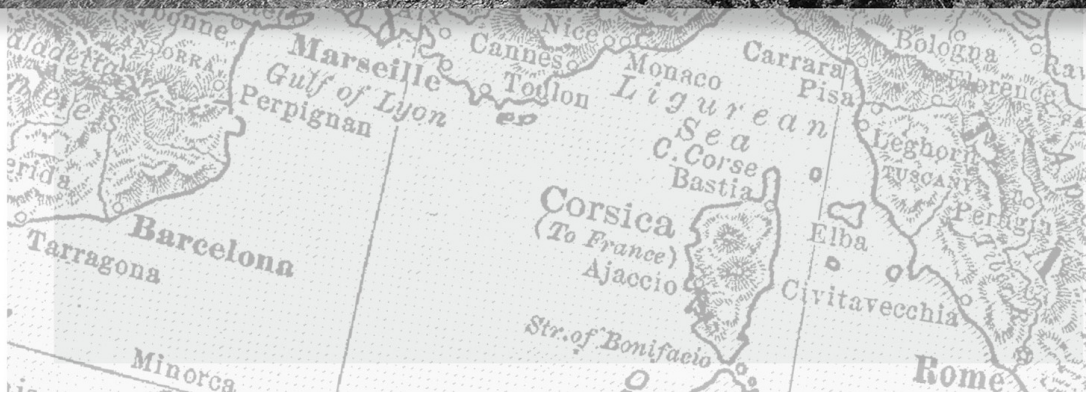 Marseille
Gulf of Lyon
Perpignan
Cannes
Nice
Toulon
Monaco
Carrara
Pisa
Bologna
Ligurean
Sea
C. Corse
Bastia
Leghorn
TUSCANY
Corsica
(To France)
Ajaccio
Elba
Civitavecchia
Str. of Bonifacio
Rome
Barcelona
Tarragona
Minorca